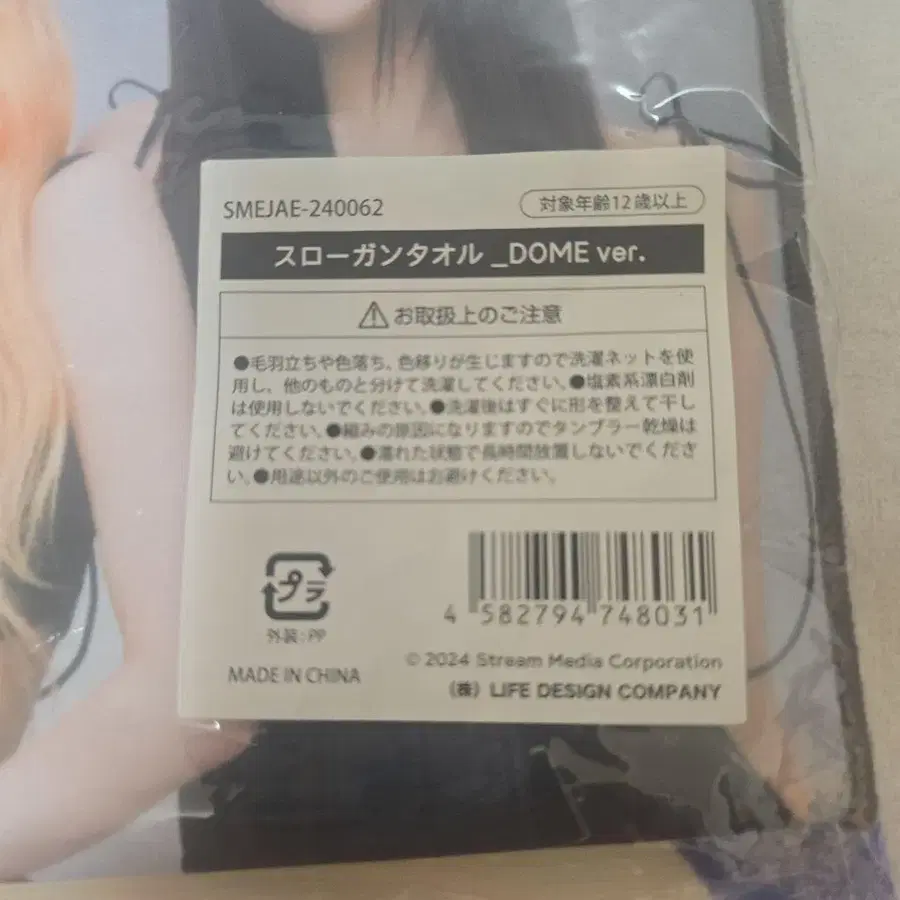 SMEJAE-240062
対象年齢12歳以上
スローガンタオル _DOME ver.
お取扱上のご注意
●毛羽立ちや色落ち、色移りが生じますので洗濯ネットを使
用し、他のものと分けて洗濯してください。●塩素系漂白剤
は使用しないでください。●洗濯後はすぐに形を整えて干し
てください。●縮みの原因になりますのでタンブラー乾燥は
避けてください。●濡れた状態で長時間放置しないでくださ
い。●用途以外のご使用はお避けください。
プラ
外装:PP
4 582794 748031
MADE IN CHINA
© 2024 Stream Media Corporation
(株) LIFE DESIGN COMPANY